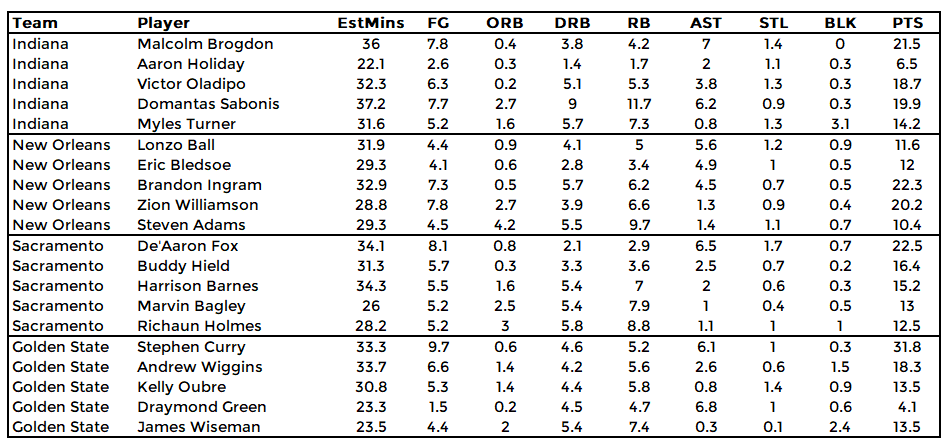 Team Player EstMins FG ORB DRB RB AST STL BLK PTS
Indiana Malcolm Brogdon 36 7.8 0.4 3.8 4.2 7 1.4 0 21.5
Indiana Aaron Holiday 22.1 2.6 0.3 1.4 1.7 2 1.1 0.3 6.5
Indiana Victor Oladipo 32.3 6.3 0.2 5.1 5.3 3.8 1.3 0.3 18.7
Indiana Domantas Sabonis 37.2 7.7 2.7 9 11.7 6.2 0.9 0.3 19.9
Indiana Myles Turner 31.6 5.2 1.6 5.7 7.3 0.8 1.3 3.1 14.2
New Orleans Lonzo Ball 31.9 4.4 0.9 4.1 5 5.6 1.2 0.9 11.6
New Orleans Eric Bledsoe 29.3 4.1 0.6 2.8 3.4 4.9 1 0.5 12
New Orleans Brandon Ingram 32.9 7.3 0.5 5.7 6.2 4.5 0.7 0.5 22.3
New Orleans Zion Williamson 28.8 7.8 2.7 3.9 6.6 1.3 0.9 0.4 20.2
New Orleans Steven Adams 29.3 4.5 4.2 5.5 9.7 1.4 1.1 0.7 10.4
Sacramento De'Aaron Fox 34.1 8.1 0.8 2.1 2.9 6.5 1.7 0.7 22.5
Sacramento Buddy Hield 31.3 5.7 0.3 3.3 3.6 2.5 0.7 0.2 16.4
Sacramento Harrison Barnes 34.3 5.5 1.6 5.4 7 2 0.6 0.3 15.2
Sacramento Marvin Bagley 26 5.2 2.5 5.4 7.9 1 0.4 0.5 13
Sacramento Richaun Holmes 28.2 5.2 3 5.8 8.8 1.1 1 1 12.5
Golden State Stephen Curry 33.3 9.7 0.6 4.6 5.2 6.1 1 0.3 31.8
Golden State Andrew Wiggins 33.7 6.6 1.4 4.2 5.6 2.6 0.6 1.5 18.3
Golden State Kelly Oubre 30.8 5.3 1.4 4.4 5.8 0.8 1.4 0.9 13.5
Golden State Draymond Green 23.3 1.5 0.2 4.5 4.7 6.8 1 0.6 4.1
Golden State James Wiseman 23.5 4.4 2 5.4 7.4 0.3 0.1 2.4 13.5